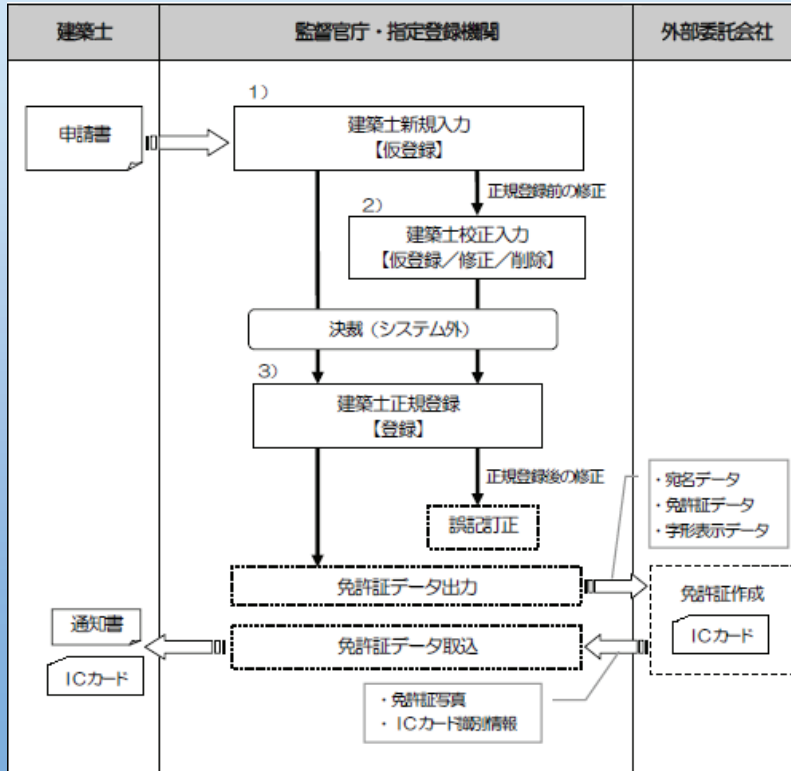 建築士
監督官庁・指定登録機関
外部委託会社
申請書
1)
建築士新規入力
【仮登録】
正規登録前の修正
2)
建築士校正入力
【仮登録／修正／削除】
決裁（システム外）
3)
建築士正規登録
【登録】
正規登録後の修正
誤記訂正
・宛名データ
・免許証データ
・字形表示データ
免許証データ出力
免許証作成
ICカード
通知書
ICカード
免許証データ取込
・免許証写真
・ICカード識別情報